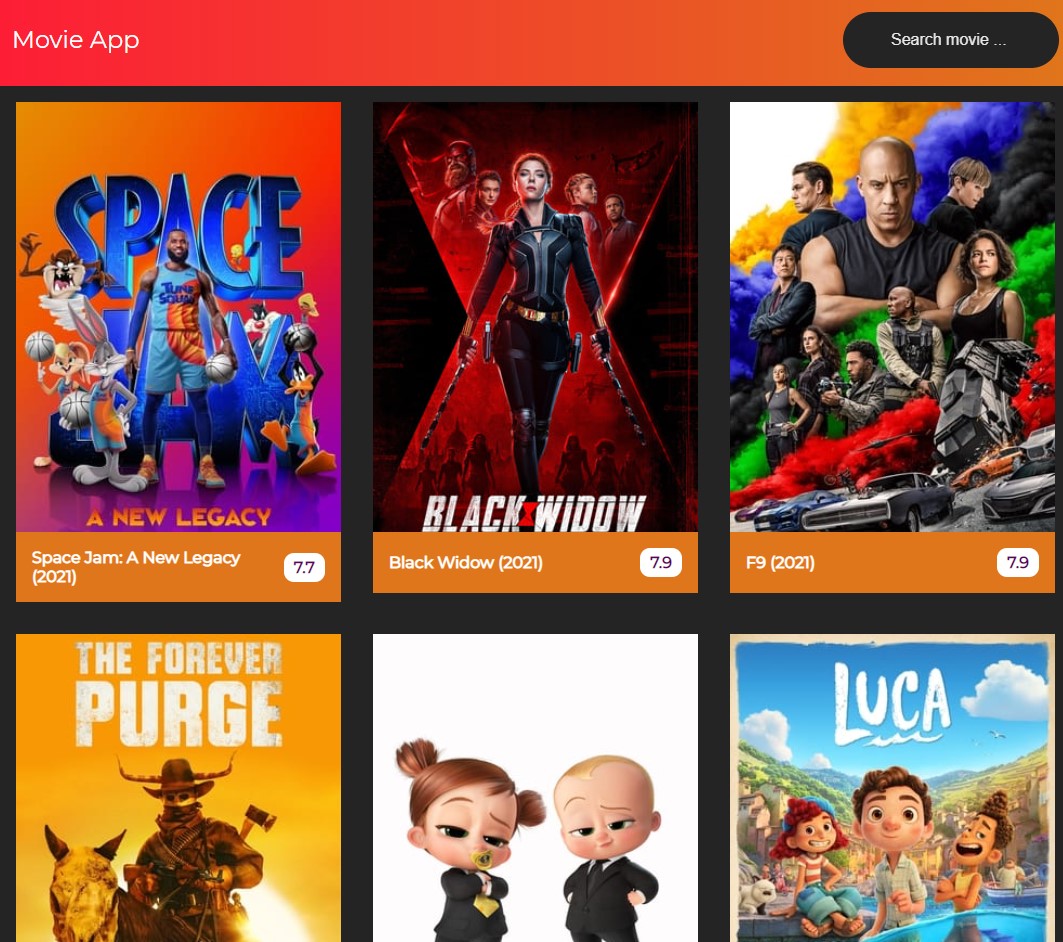 Movie App
Search movie ...
SPACE
JAM
TUNE
SQUAD
A NEW LEGACY
BLACK WIDOW
Space Jam: A New Legacy
(2021)
7.7
Black Widow (2021)
7.9
F9 (2021)
7.9
THE FOREVER
PURGE
LUCA